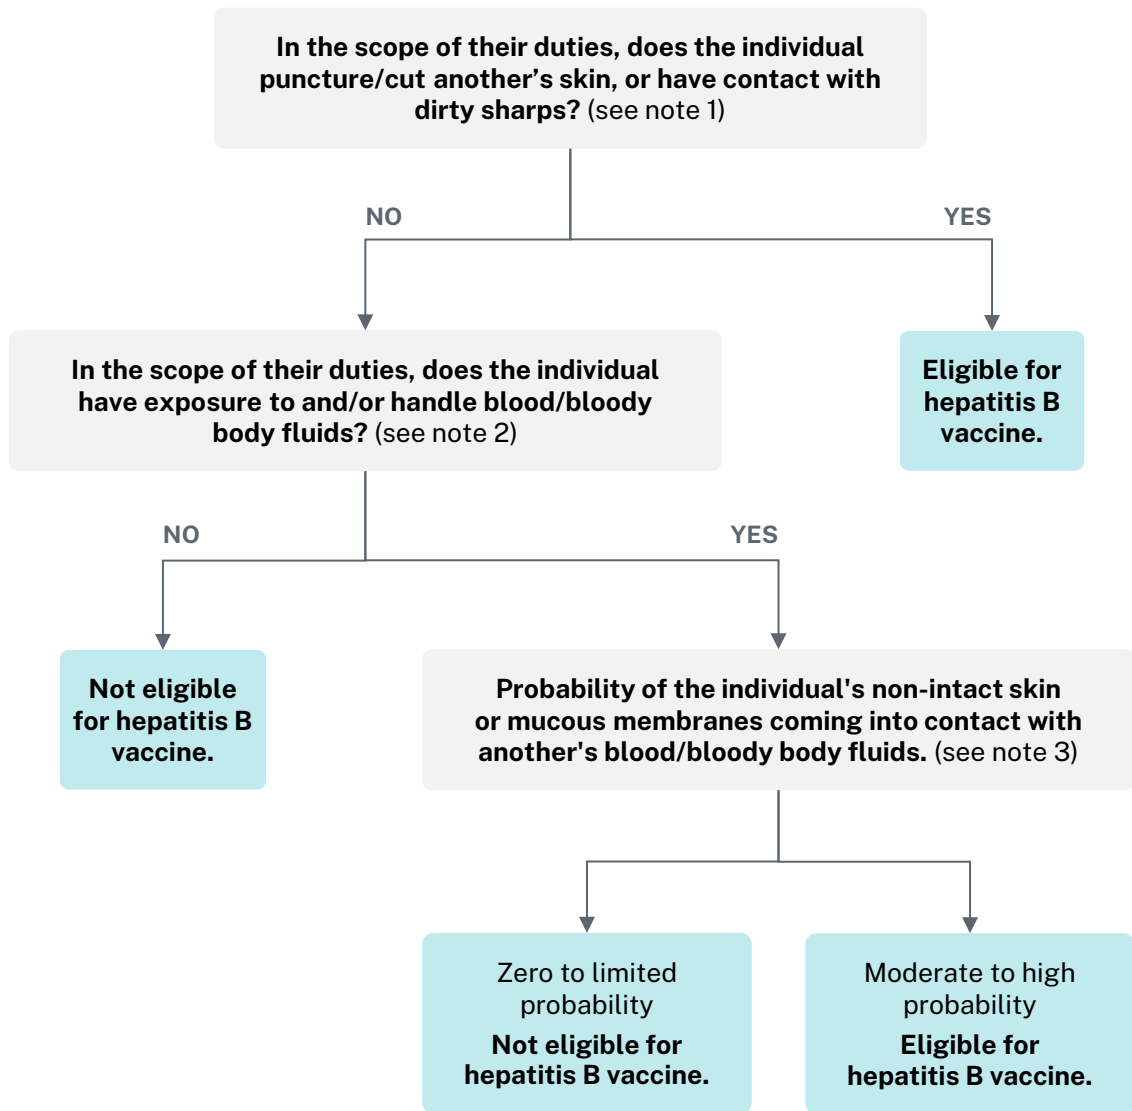 In the scope of their duties, does the individual
puncture/cut another’s skin, or have contact with
dirty sharps? (see note 1)
NO
YES
In the scope of their duties, does the individual
have exposure to and/or handle blood/bloody
body fluids? (see note 2)
Eligible for
hepatitis B
vaccine.
NO
YES
Not eligible
for hepatitis B
vaccine.
Probability of the individual's non-intact skin
or mucous membranes coming into contact with
another's blood/bloody body fluids. (see note 3)
Zero to limited
probability
Not eligible for
hepatitis B vaccine.
Moderate to high
probability
Eligible for
hepatitis B vaccine.